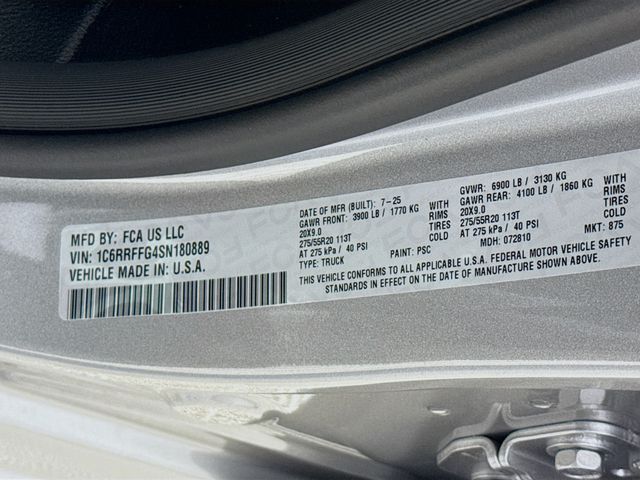 MFD BY: FCA US LLC
VIN: 1C6RRFFG4SN180889
VEHICLE MADE IN U.S.A.
DATE OF MFR (BUILT): 7-25
GAWR FRONT: 3900 LB / 1770 KG WITH
20X9.0 RIMS
275/55R20 113T TIRES
AT 275 kPa / 40 PSI COLD
TYPE: TRUCK
GVWR: 6900 LB / 3130 KG
GAWR REAR: 4100 LB / 1860 KG WITH
20X9.0 RIMS
275/55R20 113T TIRES
AT 275 kPa / 40 PSI COLD
PAINT: PSC MDH: 072810 MKT: 875
THIS VEHICLE CONFORMS TO ALL APPLICABLE U.S.A. FEDERAL MOTOR VEHICLE SAFETY
STANDARDS IN EFFECT ON THE DATE OF MANUFACTURE SHOWN ABOVE.